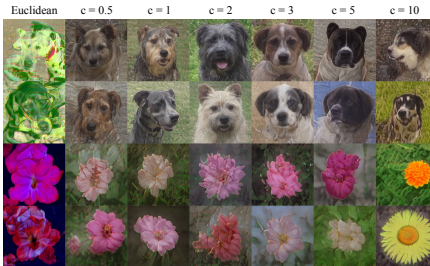 Euclidean c = 0.5 c = 1 c = 2 c = 3 c = 5 c = 10